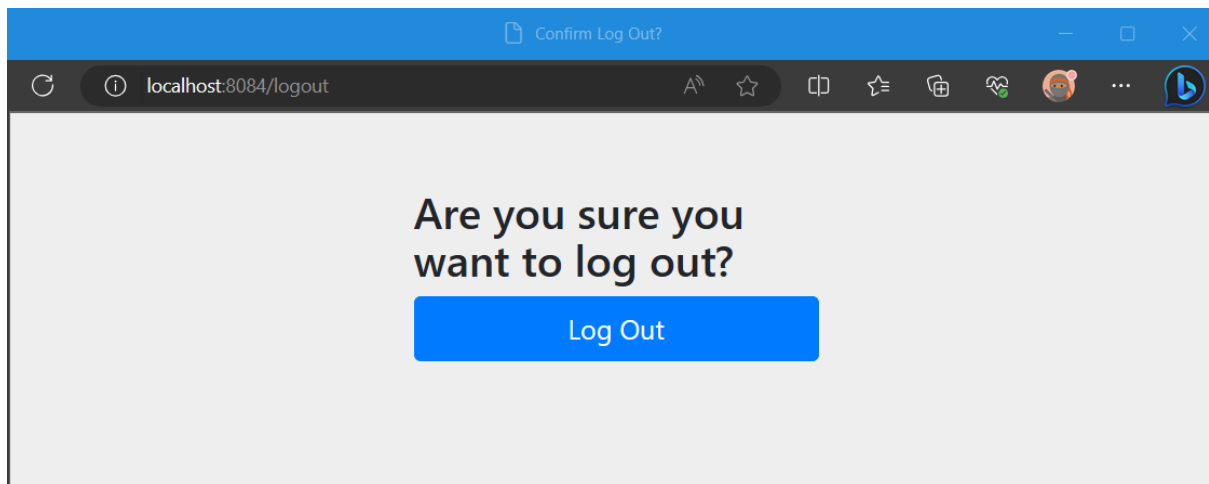 Confirm Log Out?
localhost:8084/logout
Are you sure you
want to log out?
Log Out